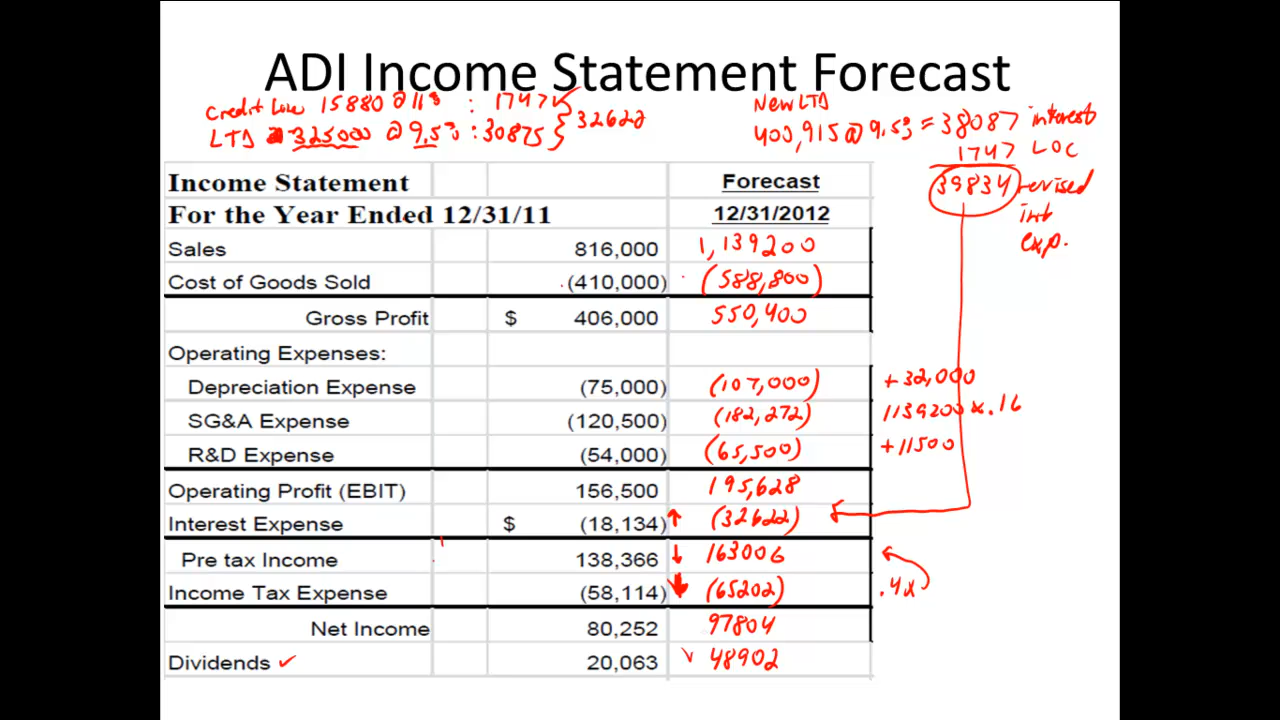 ADI Income Statement Forecast
Credit Line 15880 @ 11% : 1747
LTD 325000 @ 9.5% : 30875
32622
New LTD
400,915 @ 9.5% = 38087 interest
1747 LOC
39834 revised
int
exp.
Income Statement Forecast
For the Year Ended 12/31/11 12/31/2012
Sales 816,000 1,139200
Cost of Goods Sold (410,000) (588,800)
Gross Profit $ 406,000 550,400
Operating Expenses:
Depreciation Expense (75,000) (107,000) +32,000
SG&A Expense (120,500) (182,272) 1139200 x .16
R&D Expense (54,000) (65,500) +11500
Operating Profit (EBIT) 156,500 195,628
Interest Expense $ (18,134) (32622)
Pre tax Income 138,366 163006
Income Tax Expense (58,114) (65202) .4x
Net Income 80,252 97804
Dividends 20,063 48902